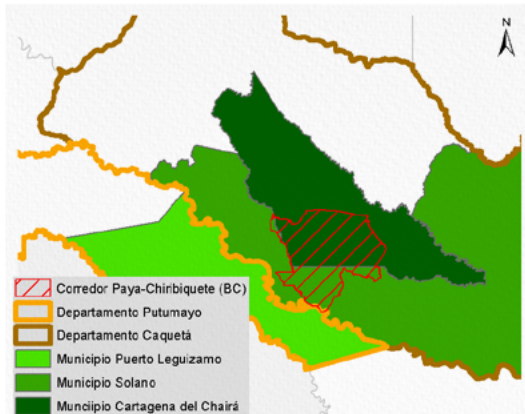 N
Corredor Paya-Chiribiquete (BC)
Departamento Putumayo
Departamento Caquetá
Municipio Puerto Leguizamo
Municipio Solano
Munciipio Cartagena del Chairá